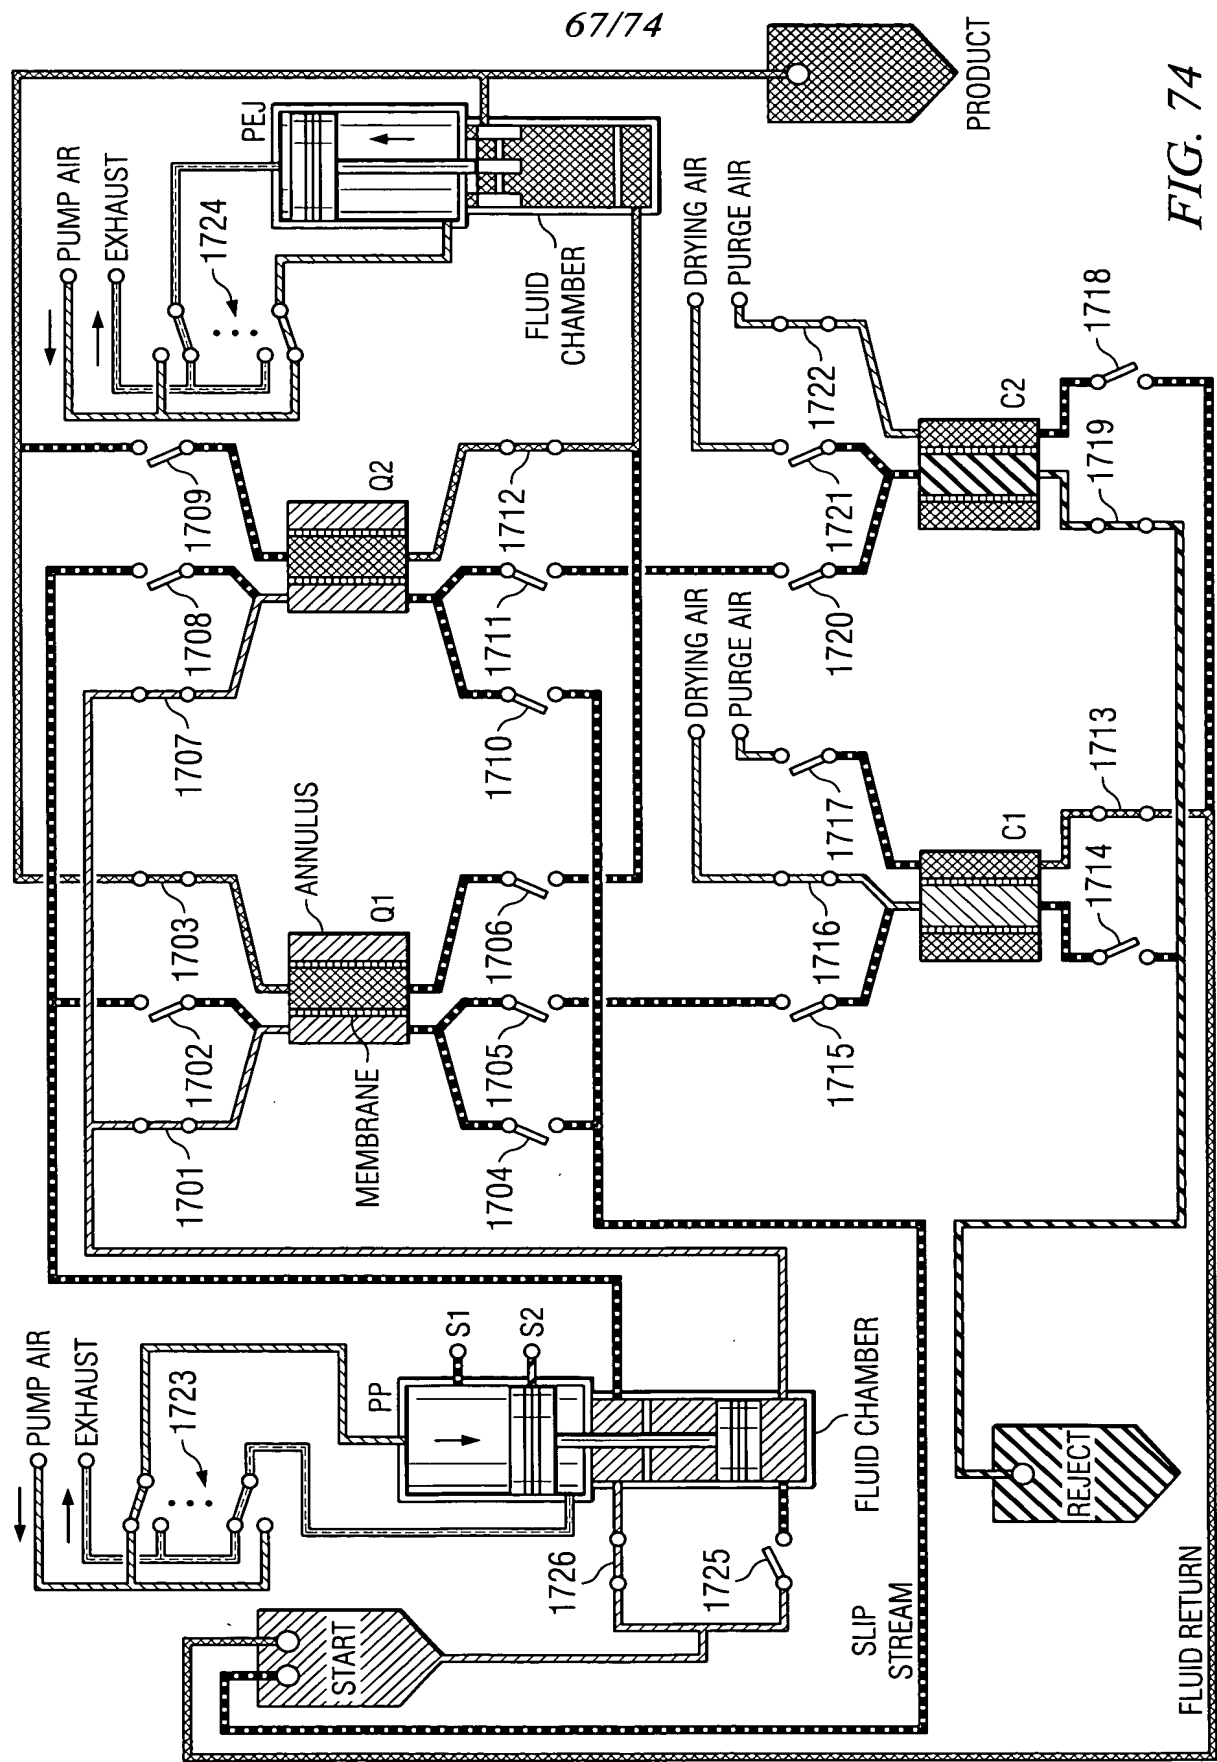 67/74
PUMP AIR
EXHAUST
1723
PP
S1
S2
START
1726
1725
SLIP
STREAM
FLUID CHAMBER
FLUID RETURN
REJECT
1701
1702
1703
ANNULUS
MEMBRANE
Q1
1704
1705
1706
1707
1708
1709
Q2
1710
1711
1712
PUMP AIR
EXHAUST
1724
PEJ
FLUID
CHAMBER
PRODUCT
DRYING AIR
PURGE AIR
1715
1716
1717
C1
1714
1713
DRYING AIR
PURGE AIR
1720
1721
1722
C2
1719
1718
FIG. 74